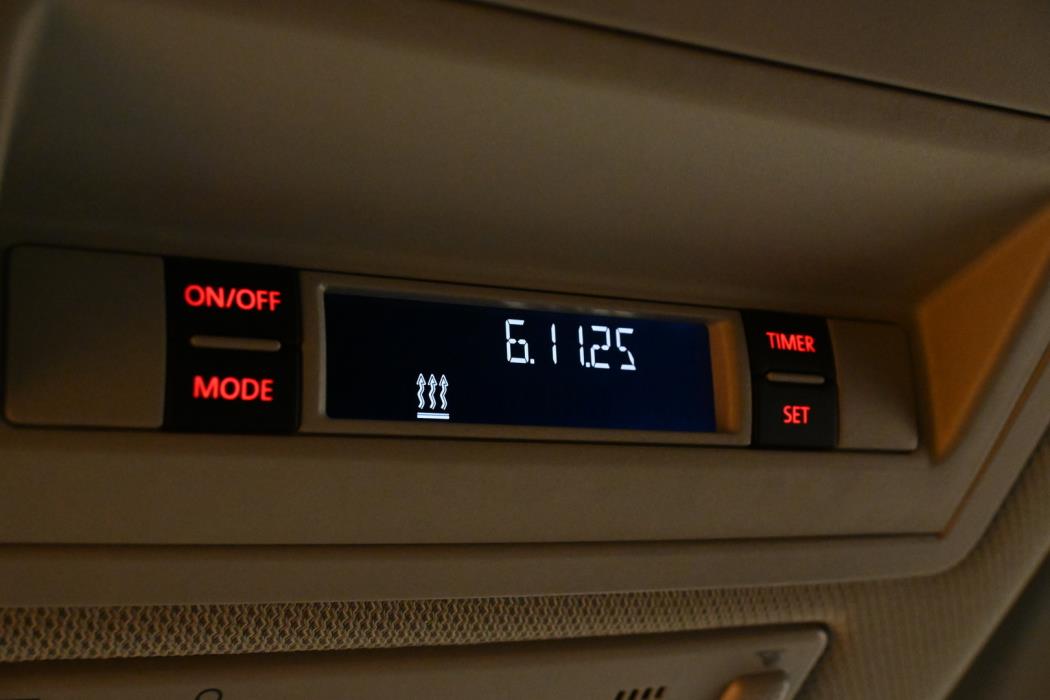 ON/OFF
MODE
6.11.25
TIMER
SET